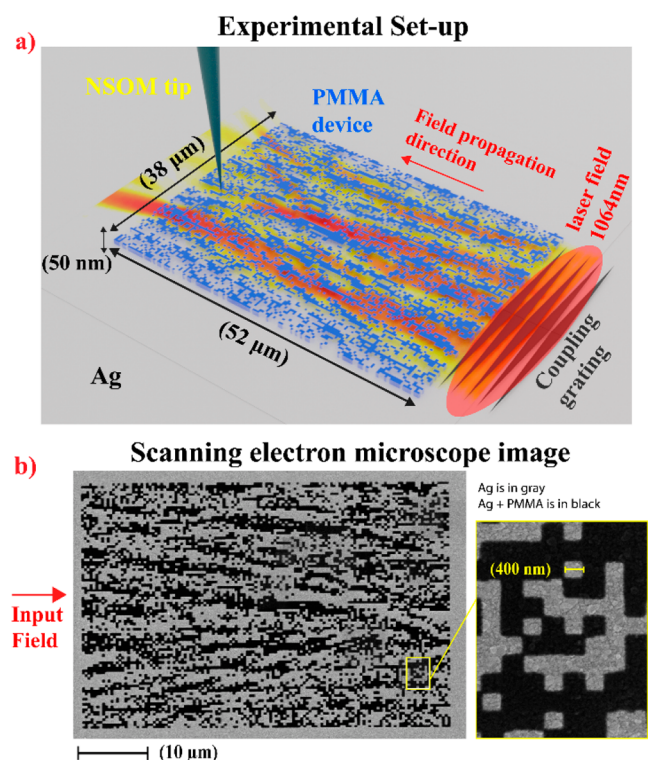 Experimental Set-up
a)
NSOM tip
PMMA
device
Field propagation
direction
laser field
1064nm
(38 μm)
(50 nm)
(52 μm)
Coupling
grating
Ag
Scanning electron microscope image
b)
Ag is in gray
Ag + PMMA is in black
(400 nm)
Input
Field
(10 μm)